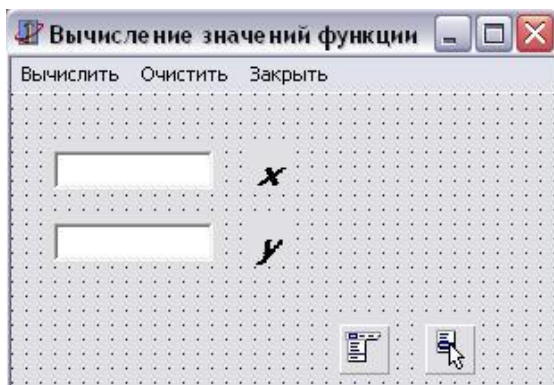 Вычисление значений функции
Вычислить Очистить Закрыть
x
y